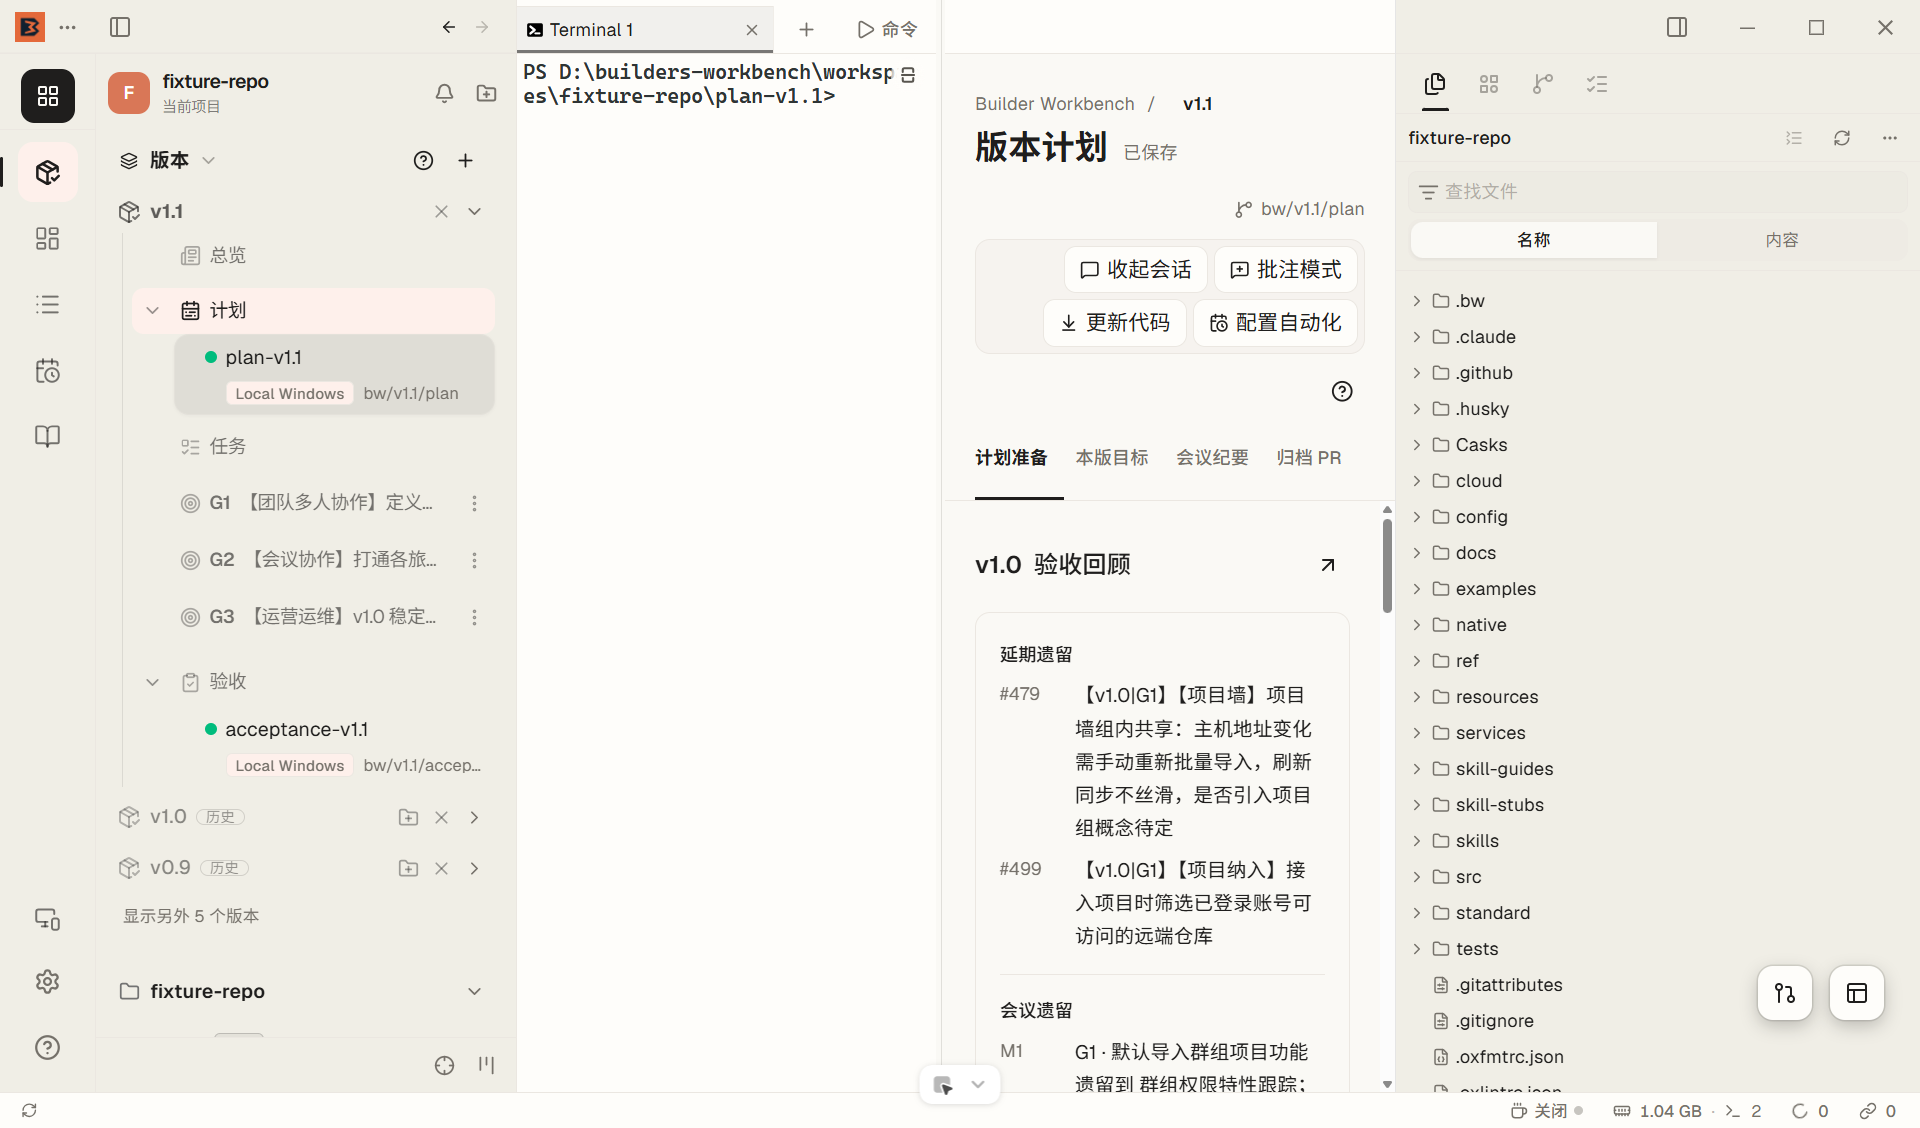 Terminal 1
命令
F
fixture-repo
当前项目
版本
v1.1
总览
计划
plan-v1.1
Local Windows bw/v1.1/plan
任务
G1 【团队多人协作】定义...
G2 【会议协作】打通各旅...
G3 【运营运维】v1.0 稳定...
验收
acceptance-v1.1
Local Windows bw/v1.1/accep...
v1.0 历史
v0.9 历史
显示另外 5 个版本
fixture-repo
PS D:\builders-workbench\worksp
es\fixture-repo\plan-v1.1>
Builder Workbench / v1.1
版本计划 已保存
bw/v1.1/plan
收起会话 批注模式
更新代码 配置自动化
计划准备 本版目标 会议纪要 归档 PR
v1.0 验收回顾
延期遗留
#479 【v1.0|G1】【项目墙】项目
墙组内共享：主机地址变化
需手动重新批量导入，刷新
同步不丝滑，是否引入项目
组概念待定
#499 【v1.0|G1】【项目纳入】接
入项目时筛选已登录账号可
访问的远端仓库
会议遗留
M1 G1 · 默认导入群组项目功能
遗留到 群组权限特性跟踪；
fixture-repo
查找文件
名称 内容
.bw
.claude
.github
.husky
Casks
cloud
config
docs
examples
native
ref
resources
services
skill-guides
skill-stubs
skills
src
standard
tests
.gitattributes
.gitignore
.oxfmtrc.json
.oxlintrc.json
关闭 1.04 GB · 2 0 0